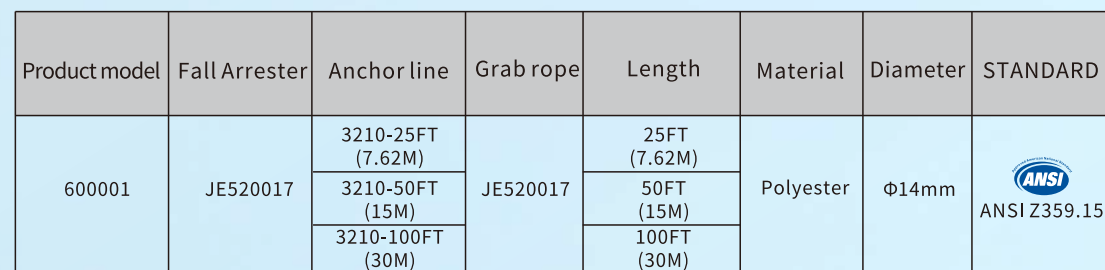 Product model Fall Arrester Anchor line Grab rope Length Material Diameter STANDARD
3210-25FT 25FT
(7.62M) (7.62M)
600001 JE520017 3210-50FT JE520017 50FT Polyester Φ14mm ANSI
(15M) (15M) ANSI Z359.15
3210-100FT 100FT
(30M) (30M)